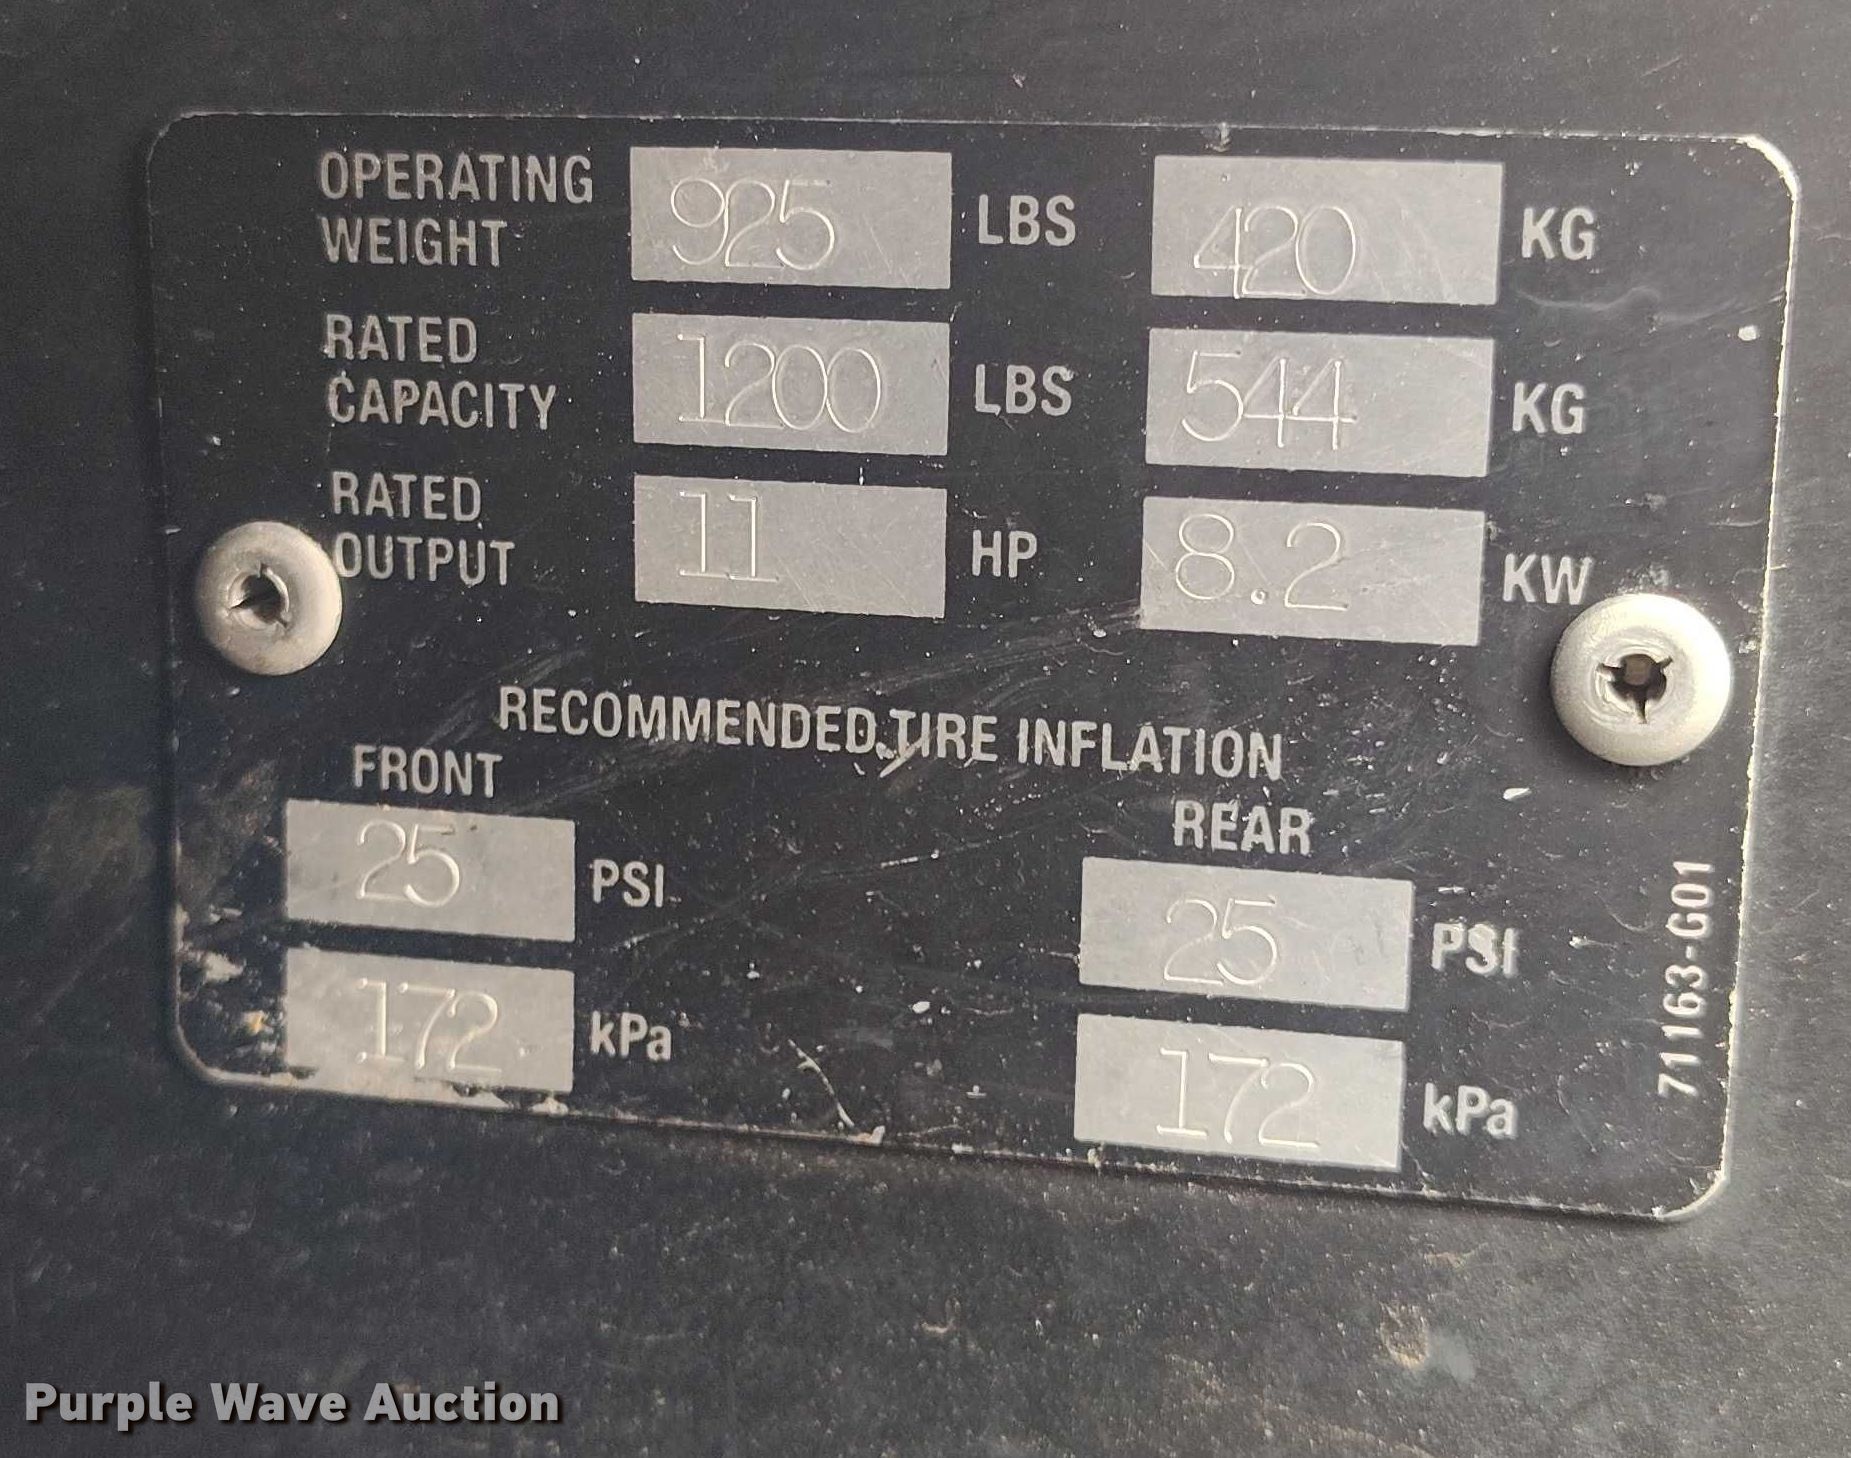 OPERATING WEIGHT 925 LBS 420 KG
RATED CAPACITY 1200 LBS 544 KG
RATED OUTPUT 11 HP 8.2 KW
RECOMMENDED TIRE INFLATION
FRONT
25 PSI
172 kPa
REAR
25 PSI
172 kPa
71163-G01
Purple Wave Auction